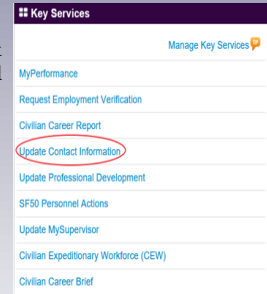 Key Services
Manage Key Services
MyPerformance
Request Employment Verification
Civilian Career Report
Update Contact Information
Update Professional Development
SF50 Personnel Actions
Update MySupervisor
Civilian Expeditionary Workforce (CEW)
Civilian Career Brief